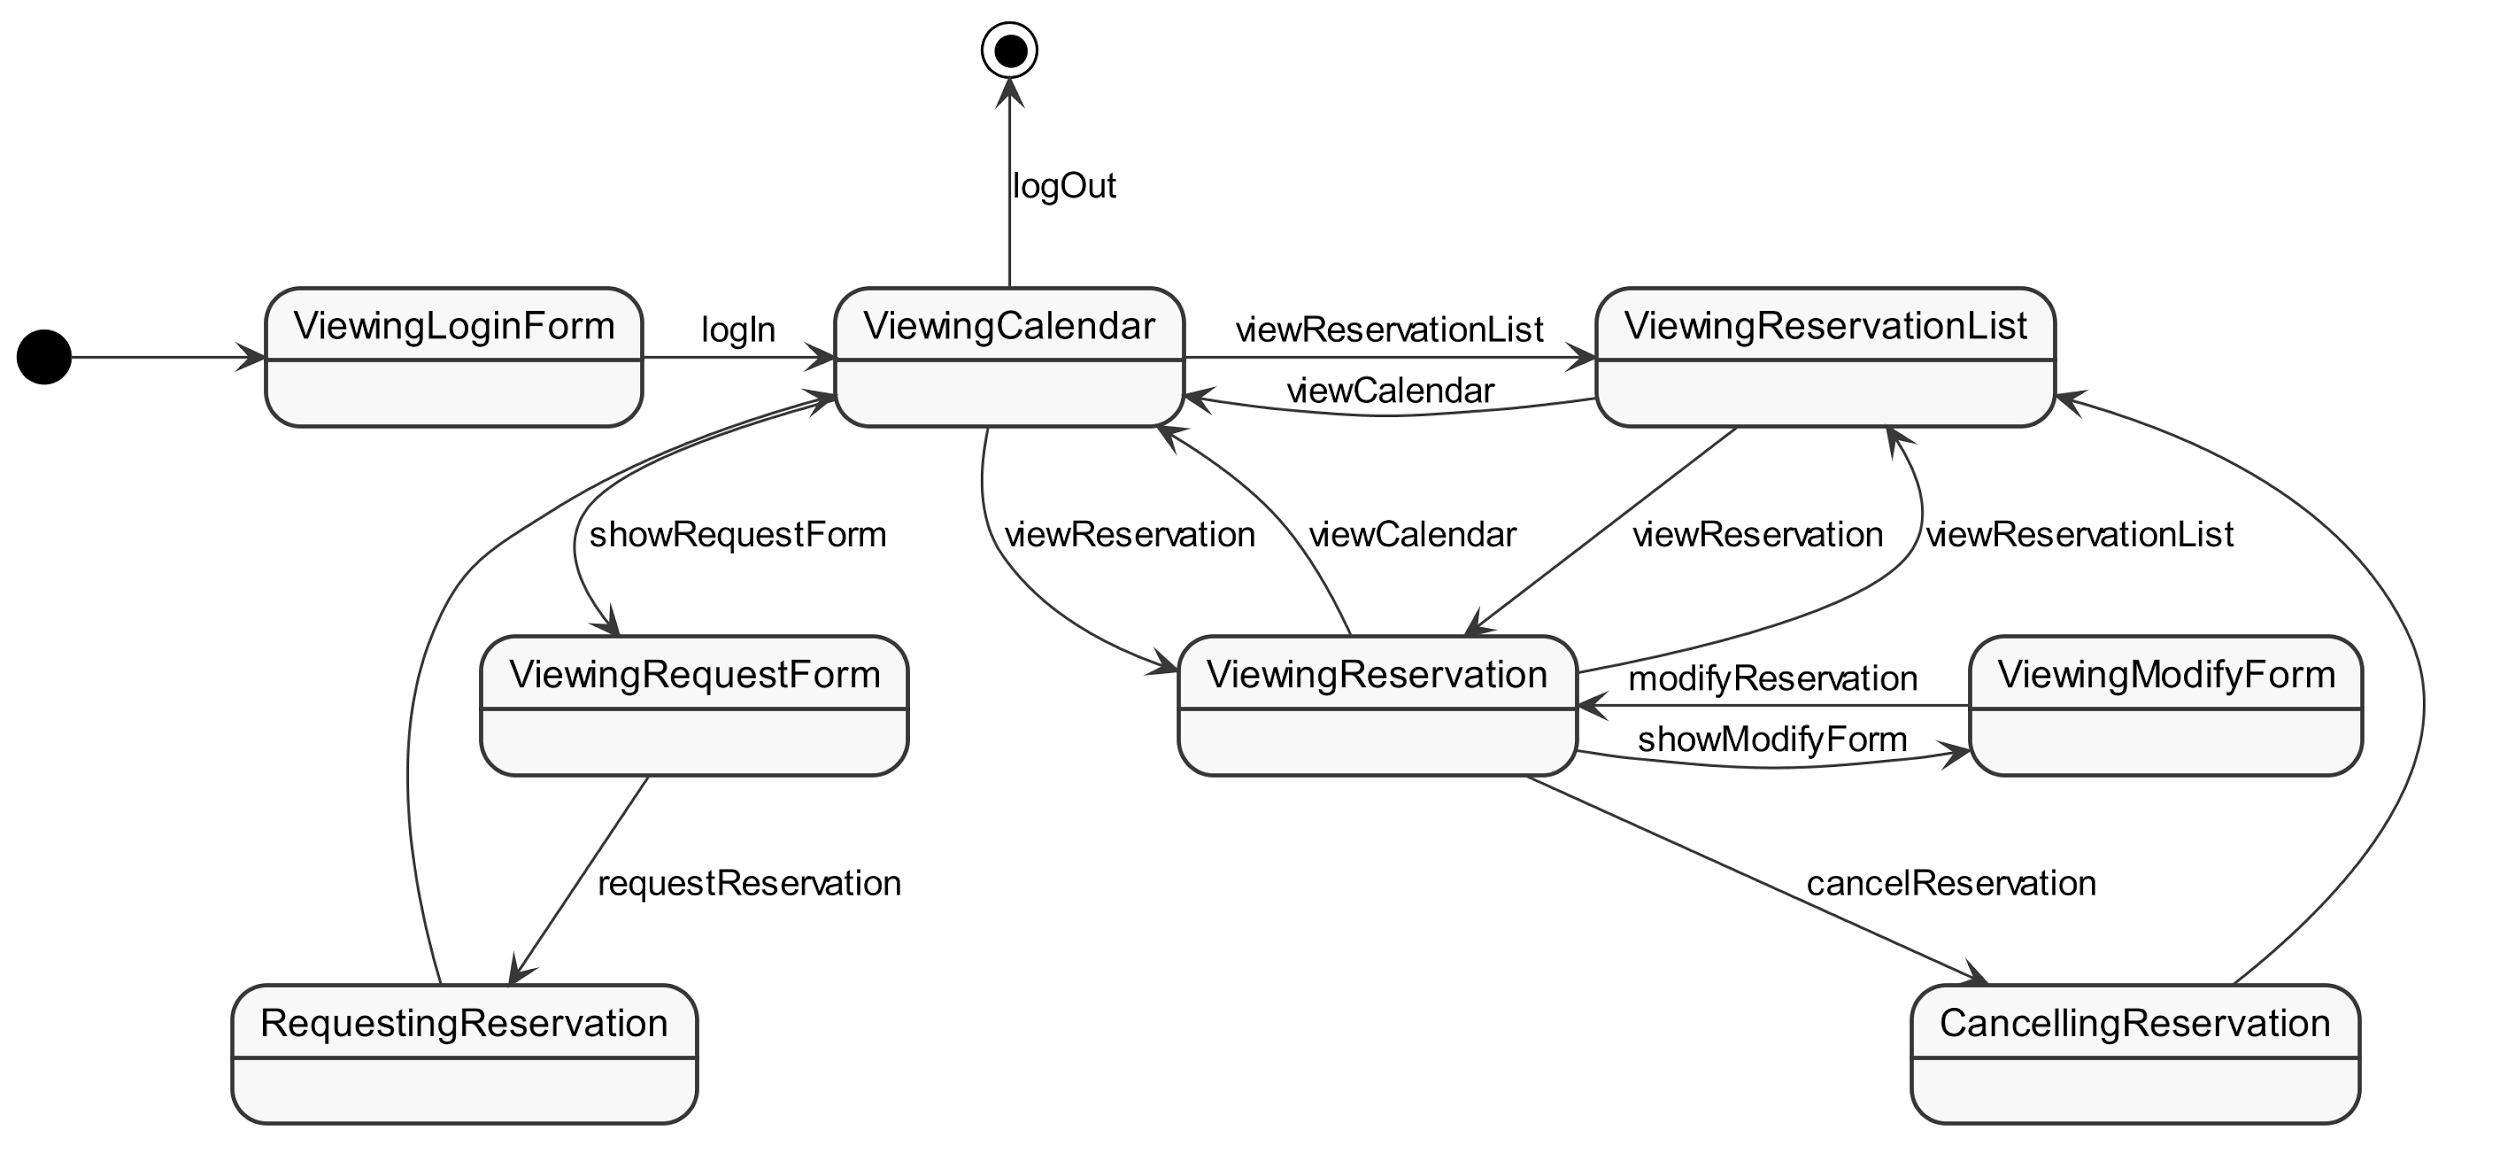 logOut
ViewingLoginForm
logIn
ViewingCalendar
viewReservationList
ViewingReservationList
viewCalendar
showRequestForm
viewReservation
viewCalendar
viewReservation
viewReservationList
ViewingRequestForm
ViewingReservation
modifyReservation
ViewingModifyForm
showModifyForm
requestReservation
cancelReservation
RequestingReservation
CancellingReservation